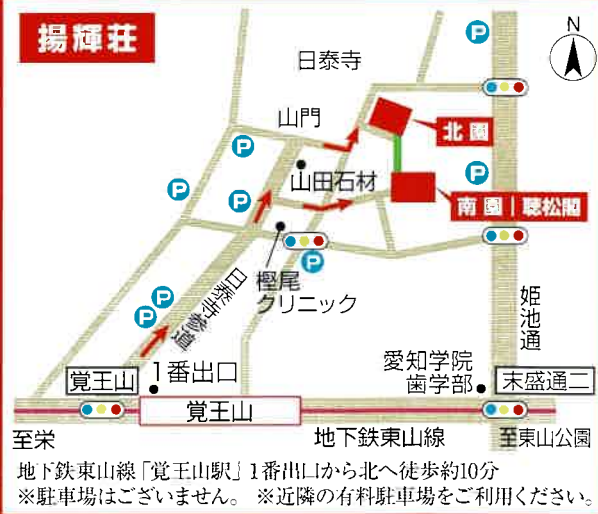 揚輝荘
P
N
日泰寺
山門
北園
P
山田石材
P
P
P
南園｜聴松閣
樫尾
クリニック
P
日泰寺参道
P
P
姫池通
1番出口
愛知学院
歯学部
覚王山
末盛通二
覚王山
至栄
地下鉄東山線
至東山公園
地下鉄東山線「覚王山駅」1番出口から北へ徒歩約10分
※駐車場はございません。 ※近隣の有料駐車場をご利用ください。